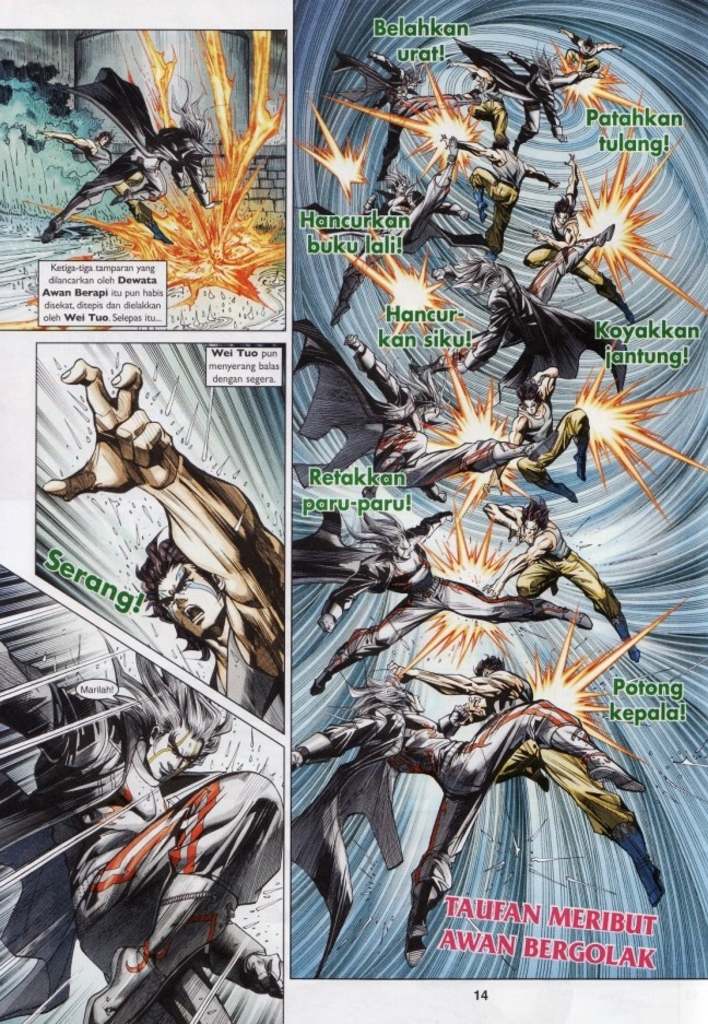 Ketiga-tiga tamparan yang
dilancarkan oleh Dewata
Awan Berapi itu pun habis
disekat, ditepis dan dielakkan
oleh Wei Tuo. Selepas itu...
Wei Tuo pun
menyerang balas
dengan segera.
Serang!
Marilah!
Belahkan
urat!
Patahkan
tulang!
Hancurkan
buku lali!
Hancur-
kan siku!
Koyakkan
jantung!
Retakkan
paru-paru!
Potong
kepala!
TAUFAN MERIBUT
AWAN BERGOLAK
14